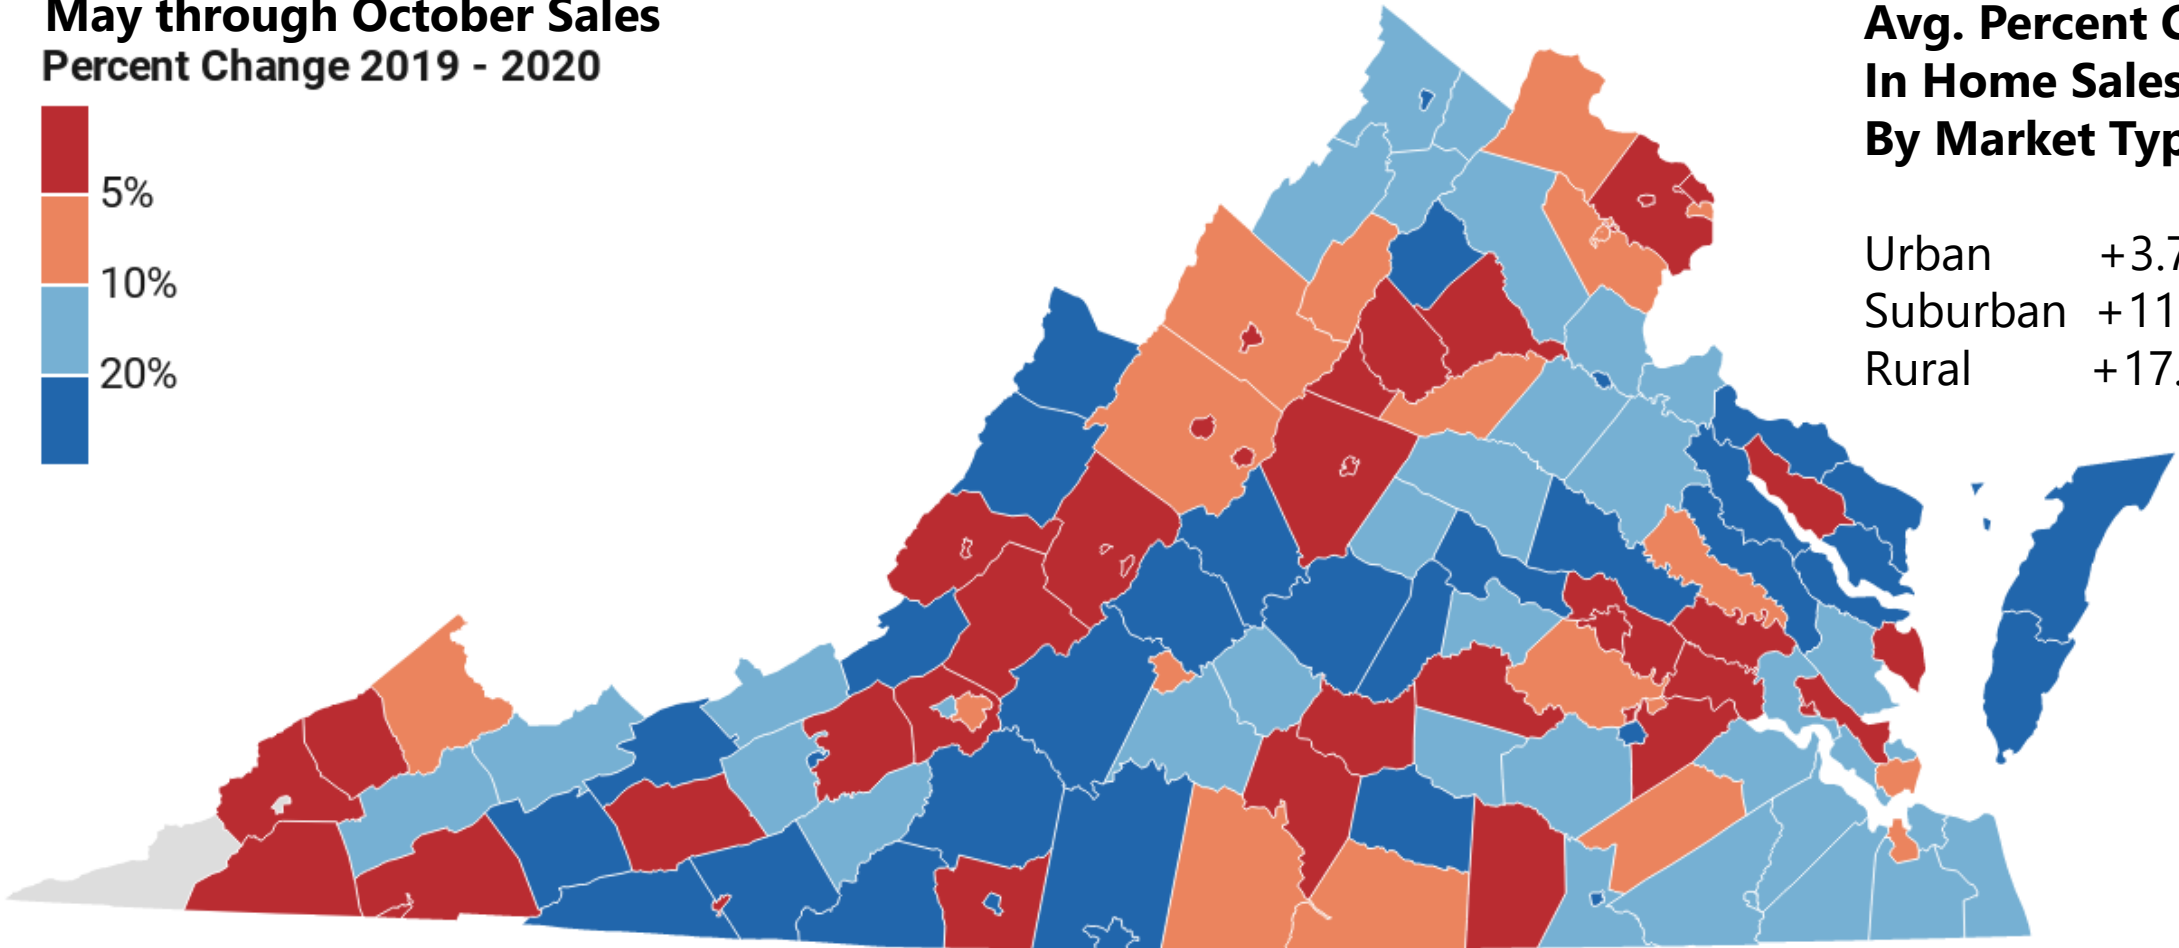 May through October Sales
Percent Change 2019 - 2020
5%
10%
20%
Avg. Percent
In Home Sales
By Market
Urban +3.7
Suburban +11
Rural +17.